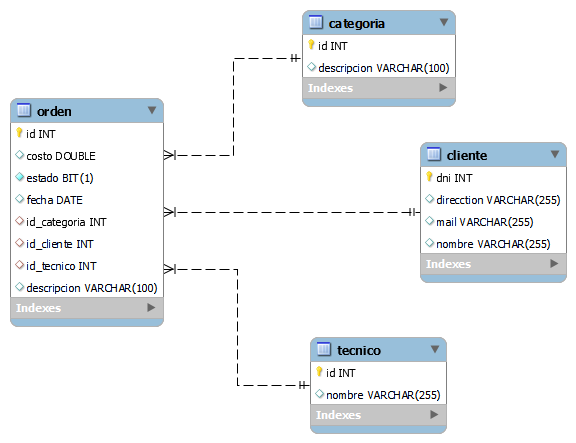 categoria
id INT
descripcion VARCHAR(100)
Indexes
orden
id INT
costo DOUBLE
estado BIT(1)
fecha DATE
id_categoria INT
id_cliente INT
id_tecnico INT
descripcion VARCHAR(100)
Indexes
cliente
dni INT
direcction VARCHAR(255)
mail VARCHAR(255)
nombre VARCHAR(255)
Indexes
tecnico
id INT
nombre VARCHAR(255)
Indexes